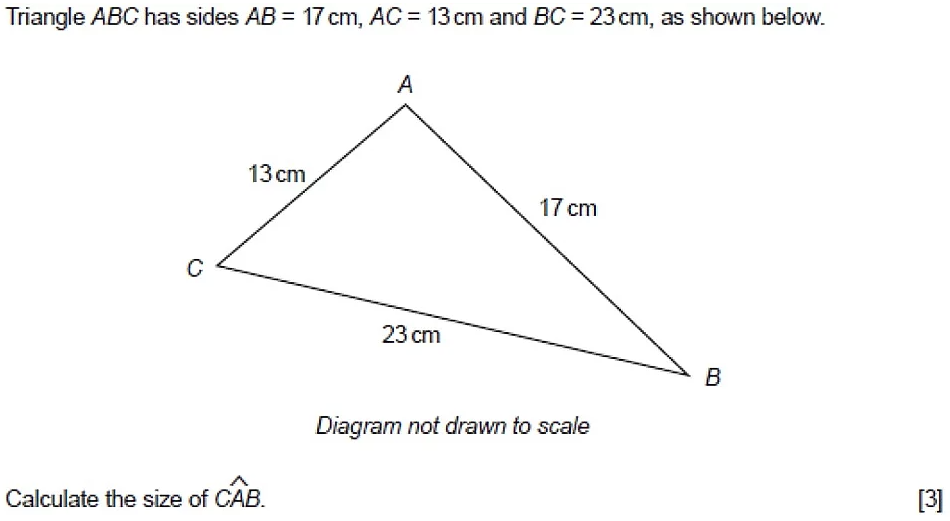 Triangle ABC has sides AB = 17 cm, AC = 13 cm and BC = 23 cm, as shown below.
A
13 cm
17 cm
C
23 cm
B
Diagram not drawn to scale
Calculate the size of CÂB. [3]